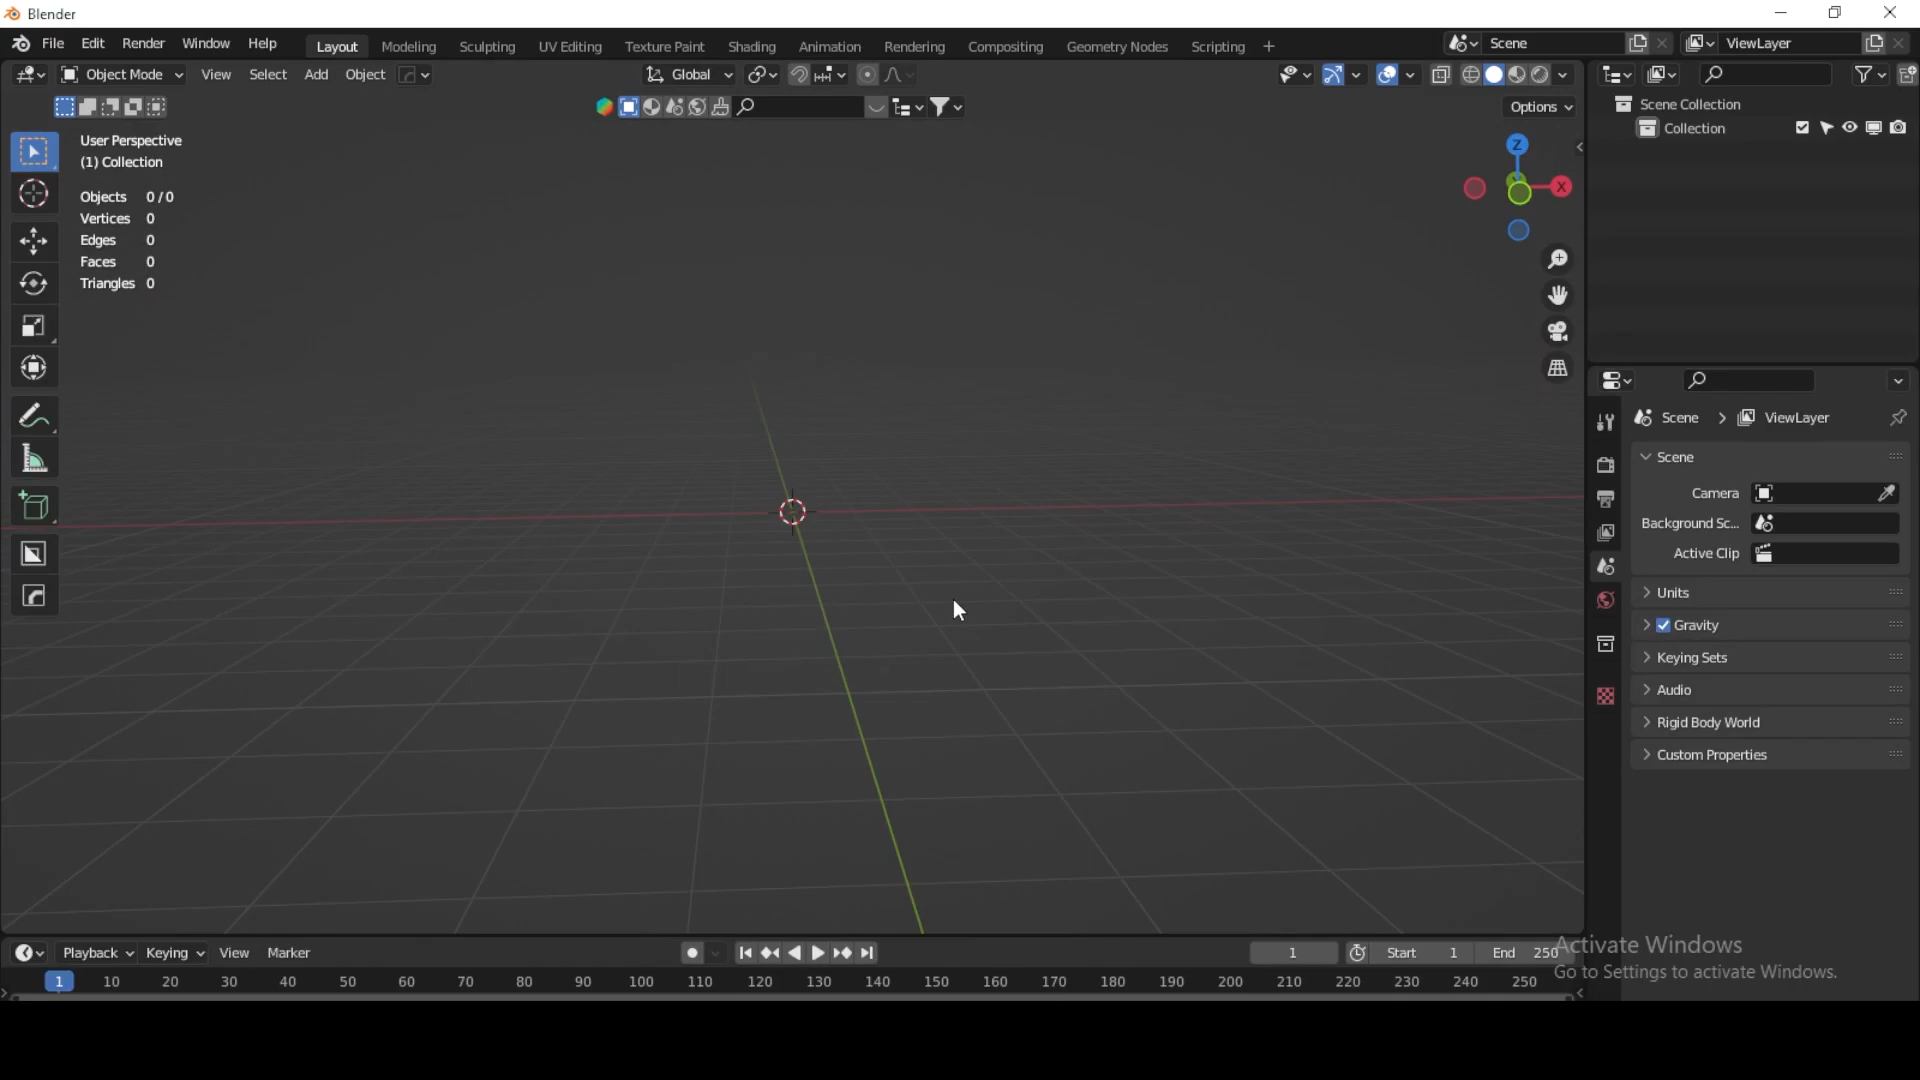 Blender
File Edit Render Window Help Layout Modeling Sculpting UV Editing Texture Paint Shading Animation Rendering Compositing Geometry Nodes Scripting + Scene ViewLayer
Object Mode View Select Add Object Global
Options
User Perspective
(1) Collection
Objects 0/0
Vertices 0
Edges 0
Faces 0
Triangles 0
Z
X
Scene Collection
Collection
Scene > ViewLayer
Scene
Camera
Background Sc...
Active Clip
Units
Gravity
Keying Sets
Audio
Rigid Body World
Custom Properties
Playback Keying View Marker 1 Start 1 End 250
1 10 20 30 40 50 60 70 80 90 100 110 120 130 140 150 160 170 180 190 200 210 220 230 240 250
Activate Windows
Go to Settings to activate Windows.